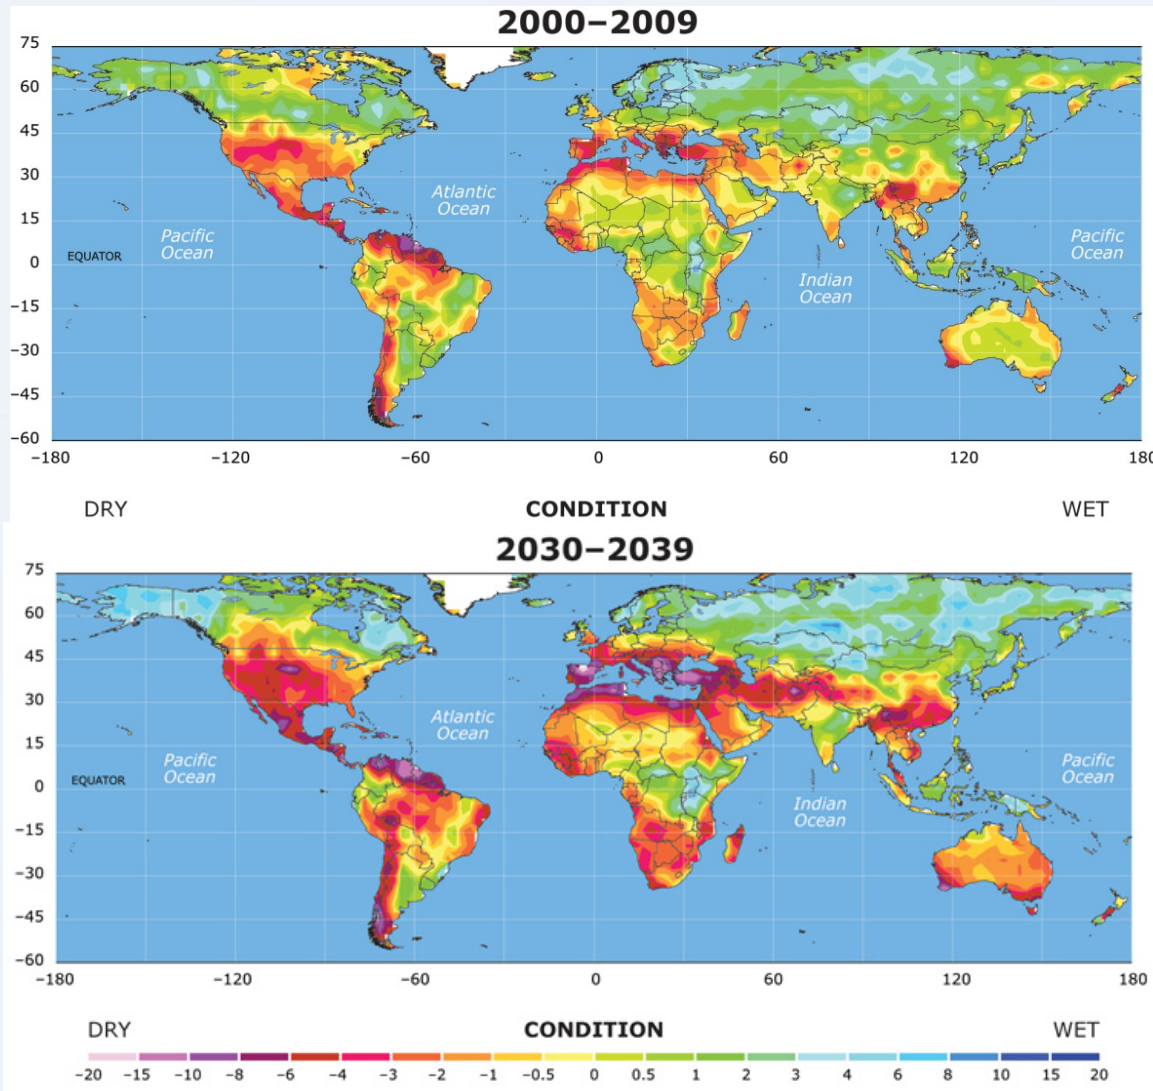 2000–2009
75
60
45
30
15
0
−15
−30
−45
−60
EQUATOR
Pacific
Ocean
Atlantic
Ocean
Indian
Ocean
Pacific
Ocean
−180 −120 −60 0 60 120 180
DRY CONDITION WET
2030–2039
75
60
45
30
15
0
−15
−30
−45
−60
EQUATOR
Pacific
Ocean
Atlantic
Ocean
Indian
Ocean
Pacific
Ocean
−180 −120 −60 0 60 120 180
DRY CONDITION WET
−20 −15 −10 −8 −6 −4 −3 −2 −1 −0.5 0 0.5 1 2 3 4 6 8 10 15 20